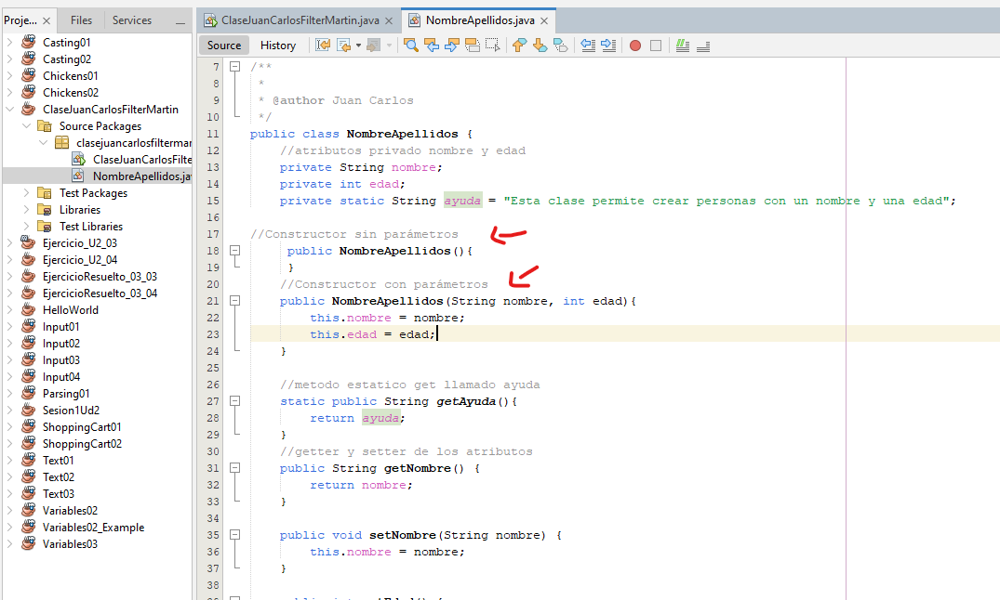 Proje... ×
Files
Services
ClaseJuanCarlosFilterMartin.java ×
NombreApellidos.java ×
Source
History
Casting01
Casting02
Chickens01
Chickens02
ClaseJuanCarlosFilterMartin
Source Packages
clasejuancarlosfiltermar
ClaseJuanCarlosFilte
NombreApellidos.ja
Test Packages
Libraries
Test Libraries
Ejercicio_U2_03
Ejercicio_U2_04
EjercicioResuelto_03_03
EjercicioResuelto_03_04
HelloWorld
Input01
Input02
Input03
Input04
Parsing01
Sesion1Ud2
ShoppingCart01
ShoppingCart02
Text01
Text02
Text03
Variables02
Variables02_Example
Variables03
7 /**
8 *
9 * @author Juan Carlos
10 */
11 public class NombreApellidos {
12 //atributos privado nombre y edad
13 private String nombre;
14 private int edad;
15 private static String ayuda = "Esta clase permite crear personas con un nombre y una edad";
16
17 //Constructor sin parámetros
18 public NombreApellidos(){
19 }
20 //Constructor con parámetros
21 public NombreApellidos(String nombre, int edad){
22 this.nombre = nombre;
23 this.edad = edad;
24 }
25
26 //metodo estatico get llamado ayuda
27 static public String getAyuda(){
28 return ayuda;
29 }
30 //getter y setter de los atributos
31 public String getNombre() {
32 return nombre;
33 }
34
35 public void setNombre(String nombre) {
36 this.nombre = nombre;
37 }
38